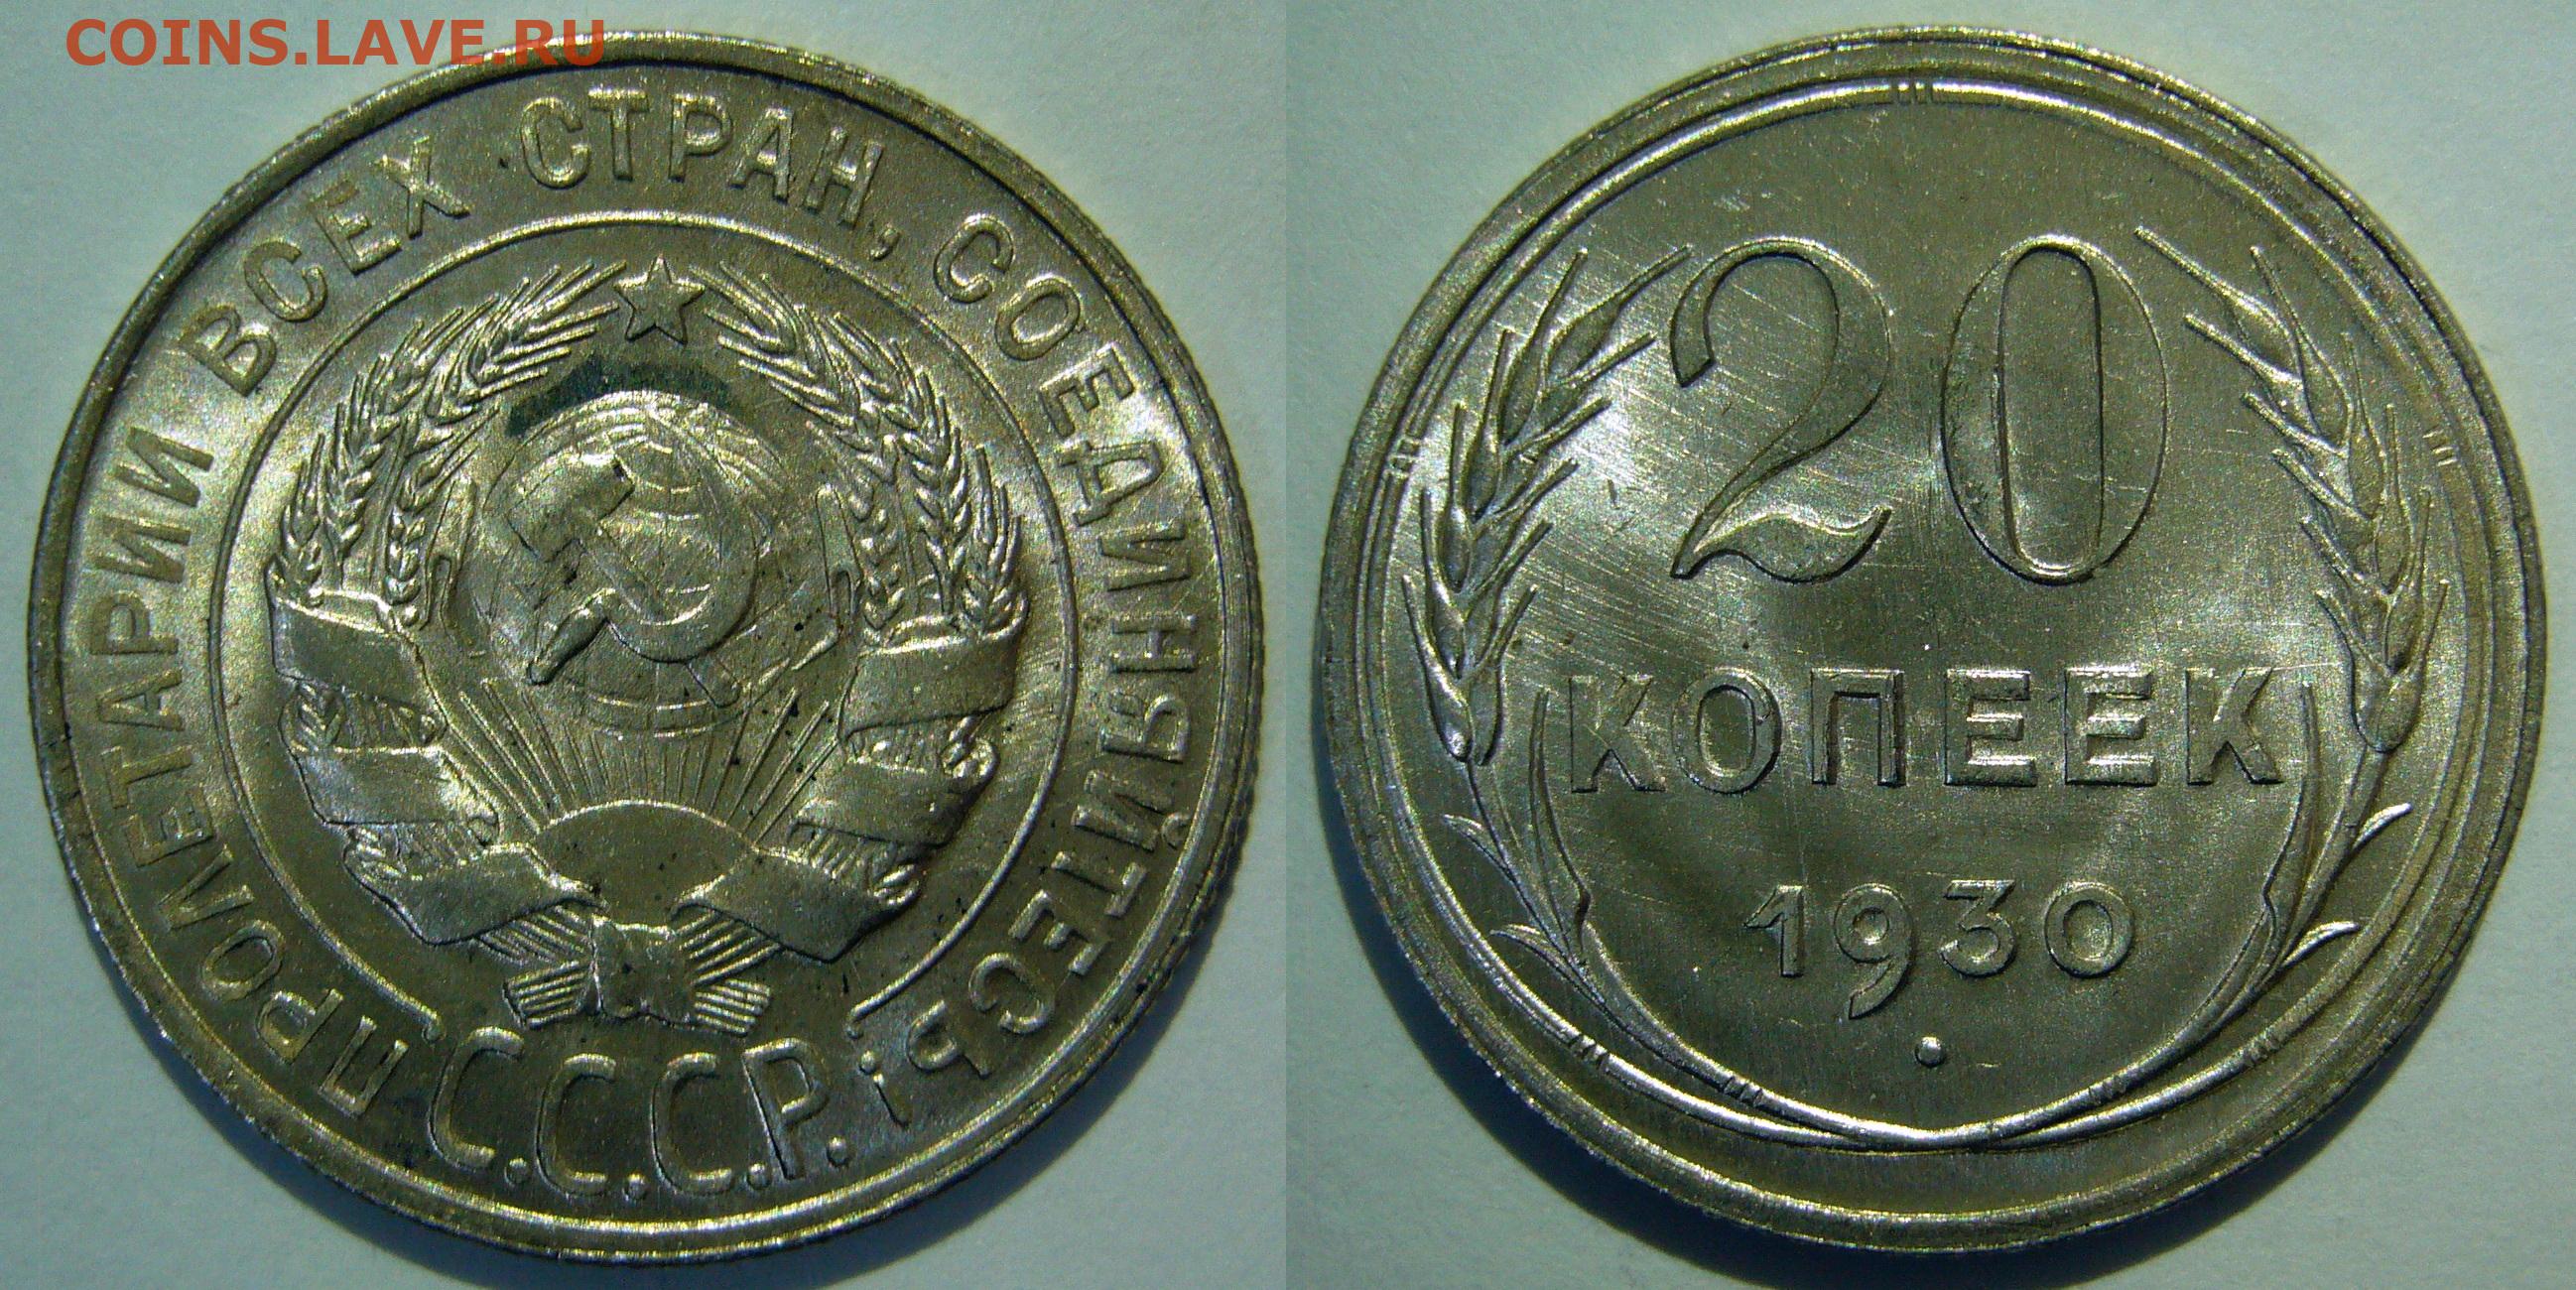 COINS.LAVE.RU
ПРОЛЕТАРИИ ВСЕХ СТРАН, СОЕДИНЯЙТЕСЬ!
С.С.С.Р.
20
КОПЕЕК
1930